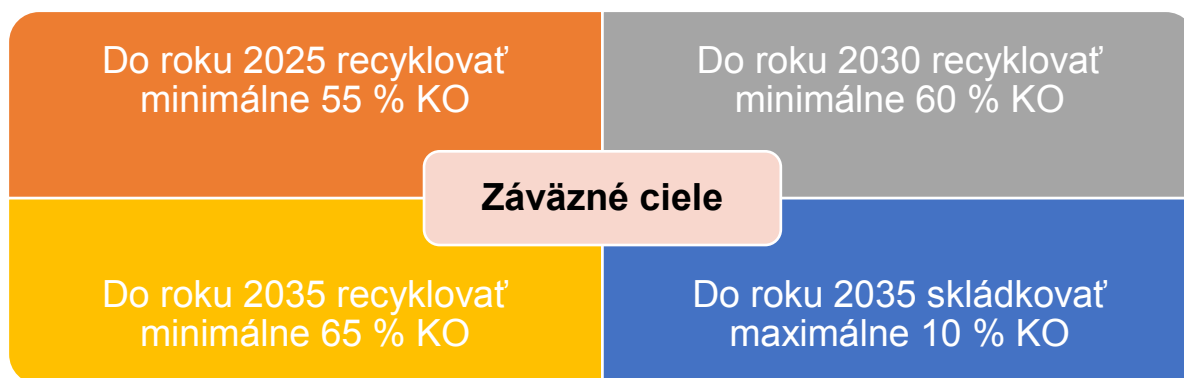 Do roku 2025 recyklovať
minimálne 55 % KO
Do roku 2030 recyklovať
minimálne 60 % KO
Záväzné ciele
Do roku 2035 recyklovať
minimálne 65 % KO
Do roku 2035 skládkovať
maximálne 10 % KO